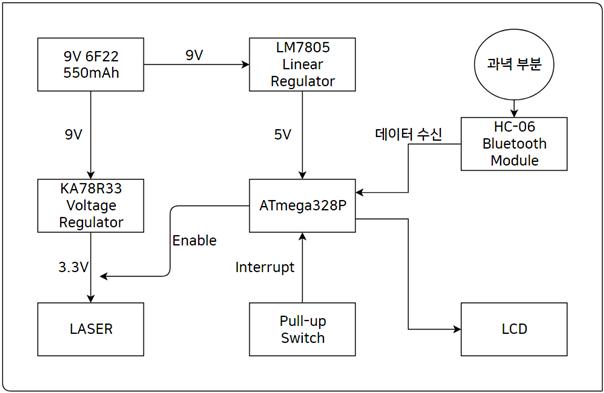 9V 6F22
550mAh
9V
LM7805
Linear
Regulator
과녁 부분
9V
5V
데이터 수신
HC-06
Bluetooth
Module
KA78R33
Voltage
Regulator
ATmega328P
Enable
3.3V
Interrupt
LASER
Pull-up
Switch
LCD